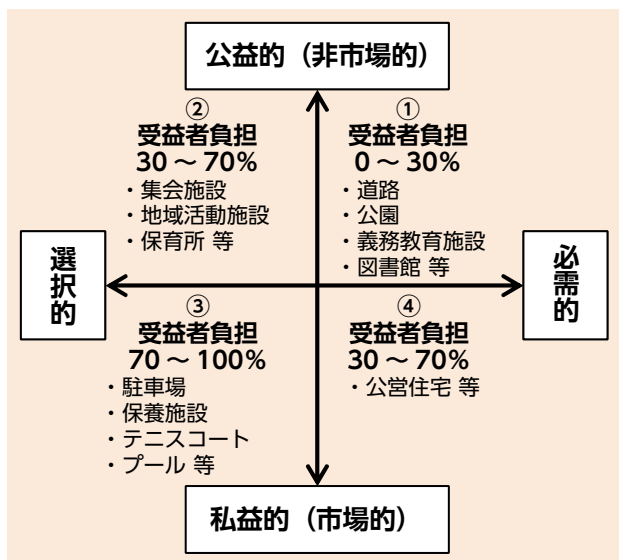 公益的（非市場的）
②
受益者負担
30 ～ 70%
・集会施設
・地域活動施設
・保育所 等
①
受益者負担
0 ～ 30%
・道路
・公園
・義務教育施設
・図書館 等
選択的
必需的
③
受益者負担
70 ～ 100%
・駐車場
・保養施設
・テニスコート
・プール 等
④
受益者負担
30 ～ 70%
・公営住宅 等
私益的（市場的）